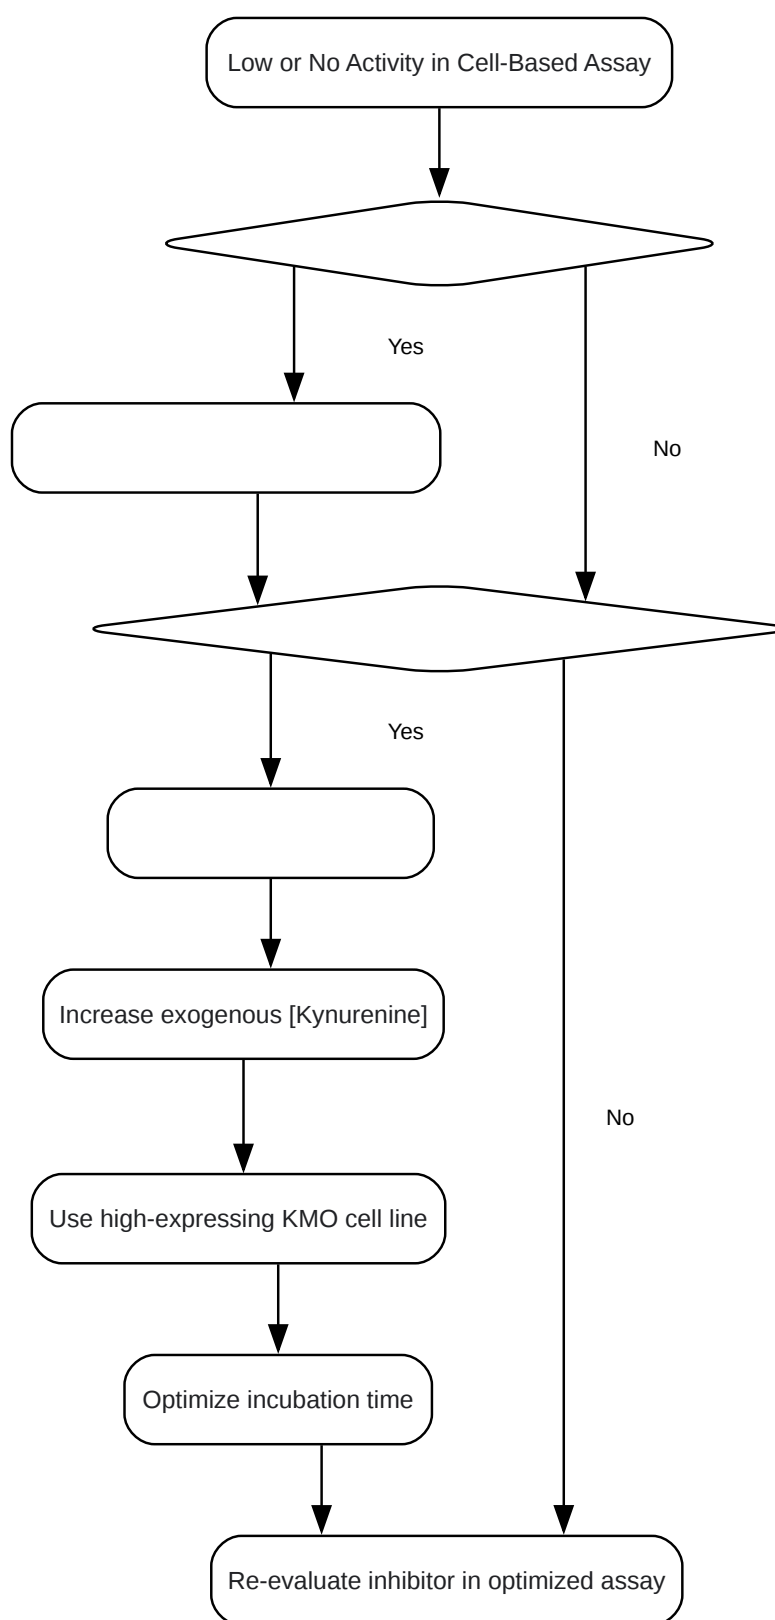 Low or No Activity in Cell-Based Assay
Yes
No
Yes
Increase exogenous [Kynurenine]
No
Use high-expressing KMO cell line
Optimize incubation time
Re-evaluate inhibitor in optimized assay